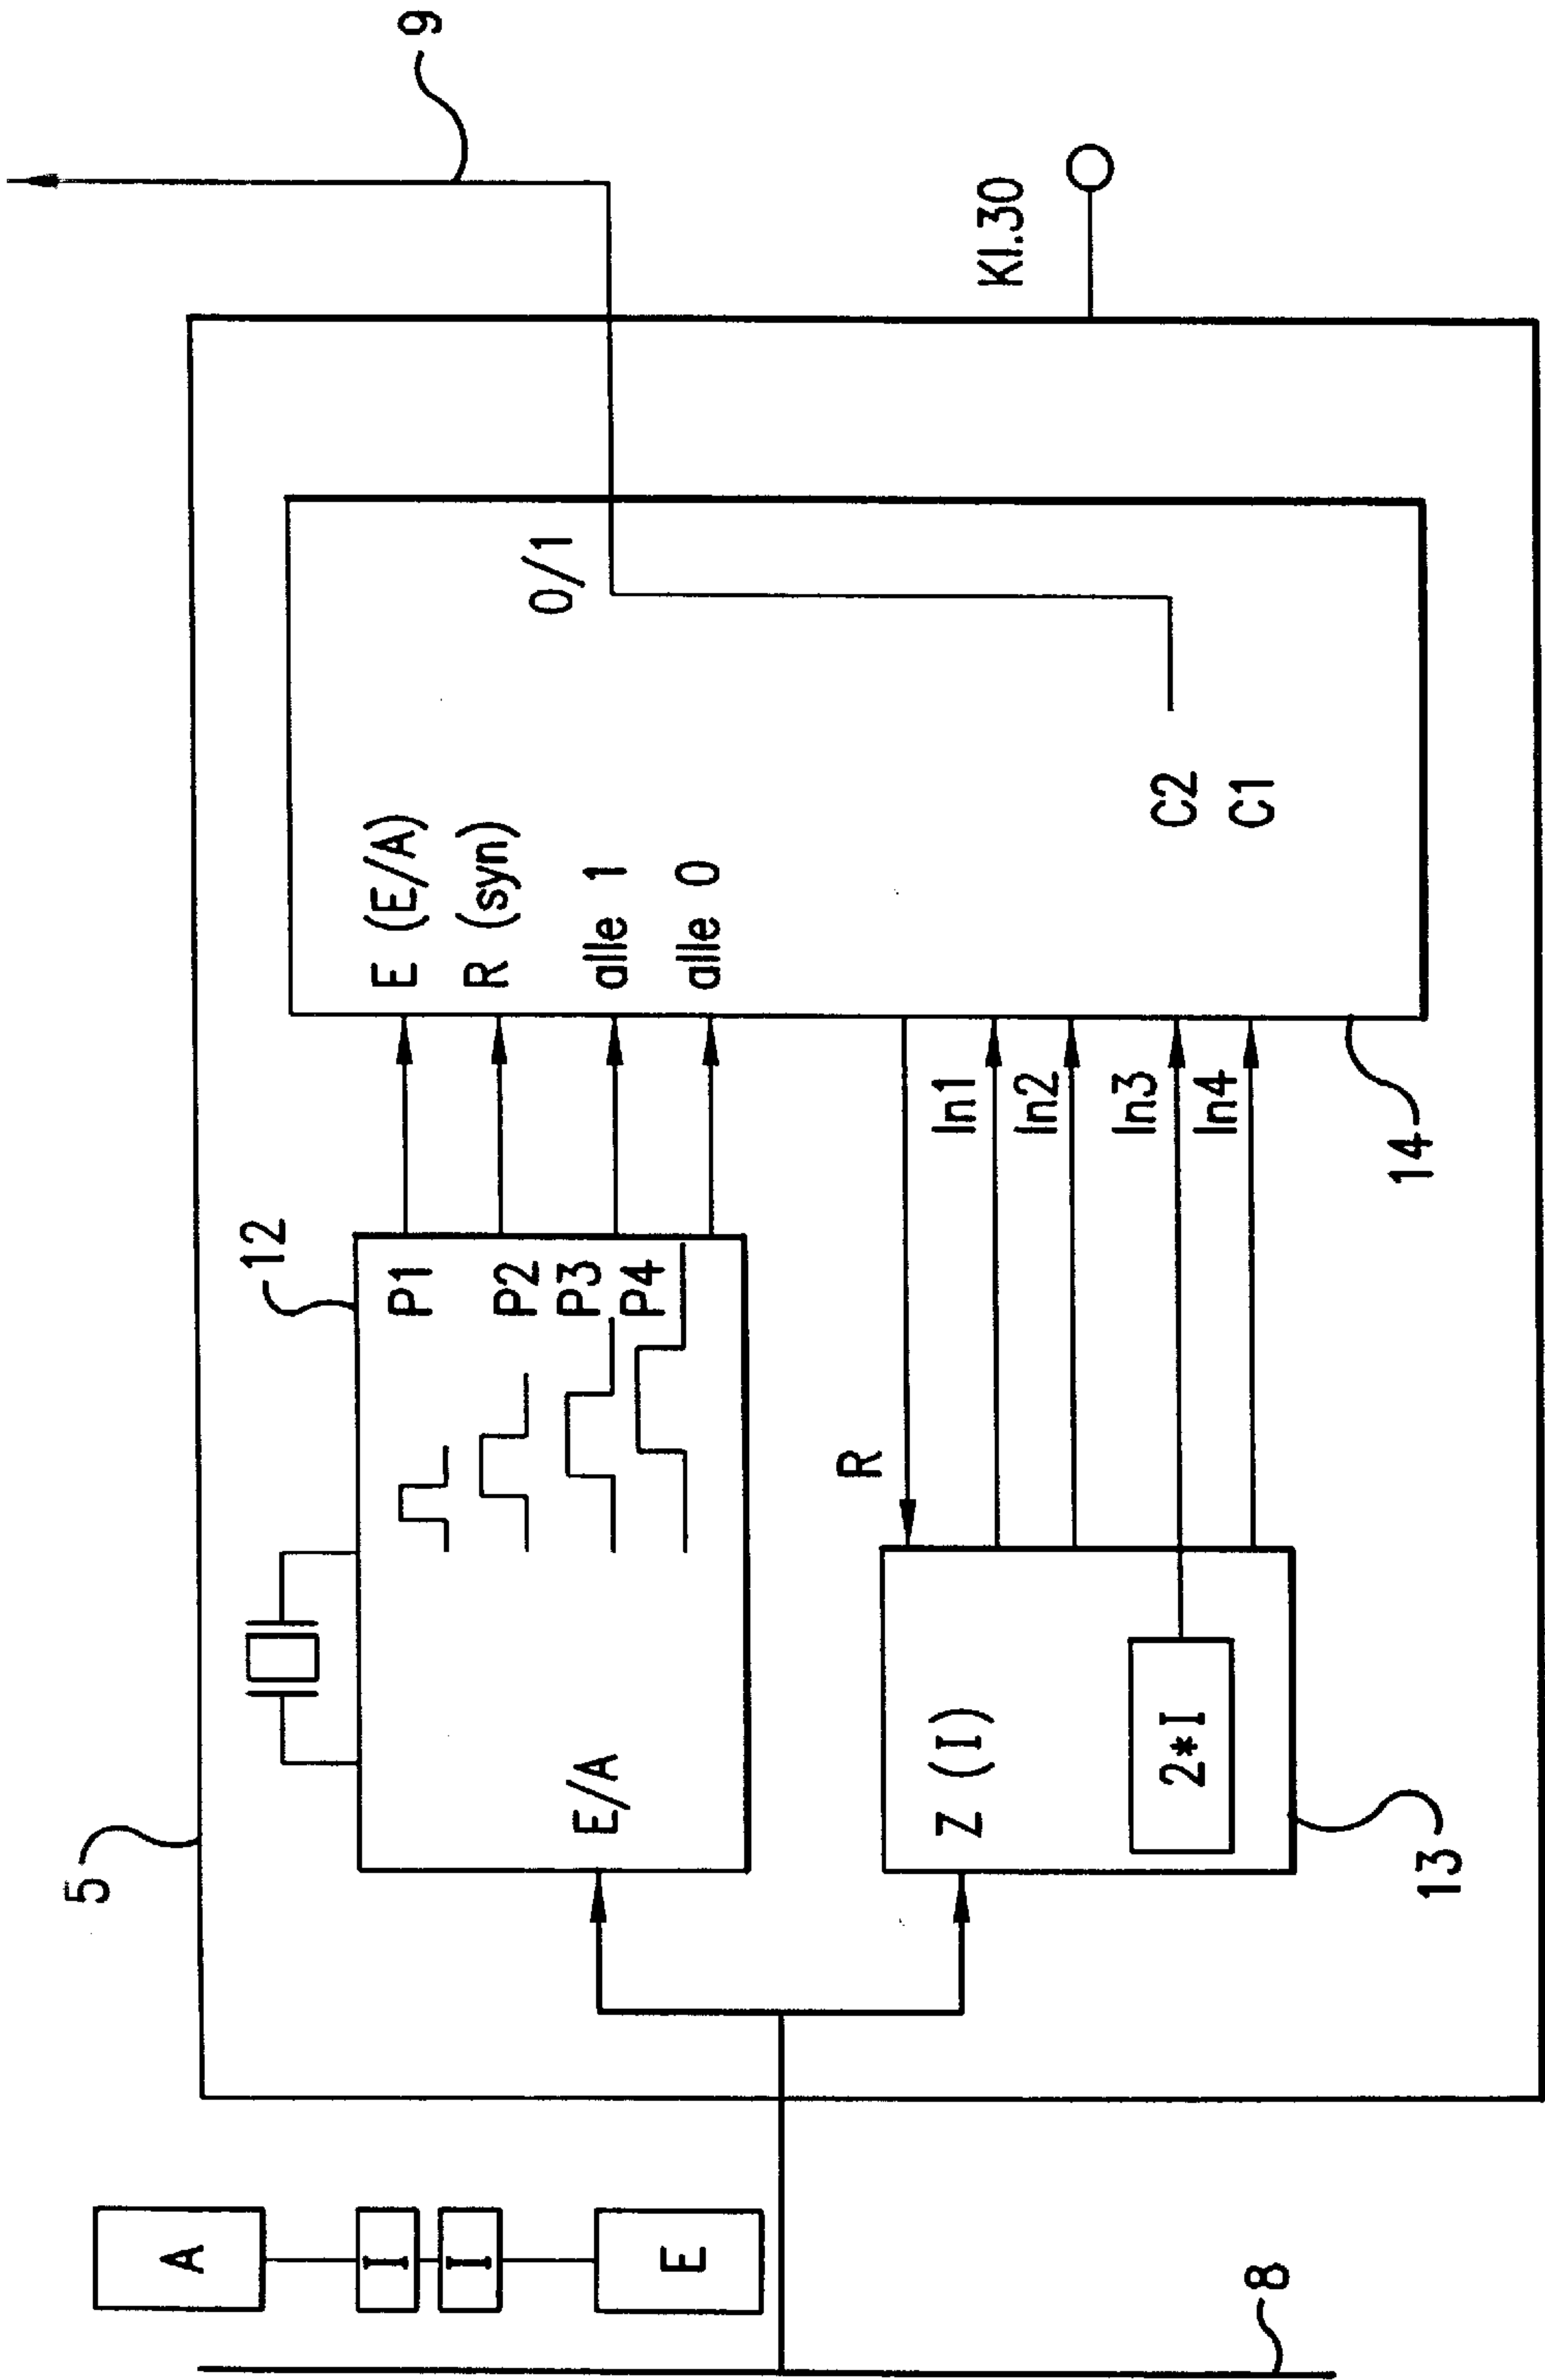 9
Kl.30
0/1
E (E/A)
R (syn)
alle 1
alle 0
C2
C1
In1
In2
In3
In4
14
12
P1
P2
P3
P4
R
E/A
Z (I)
2*I
5
13
A
I
I
E
8